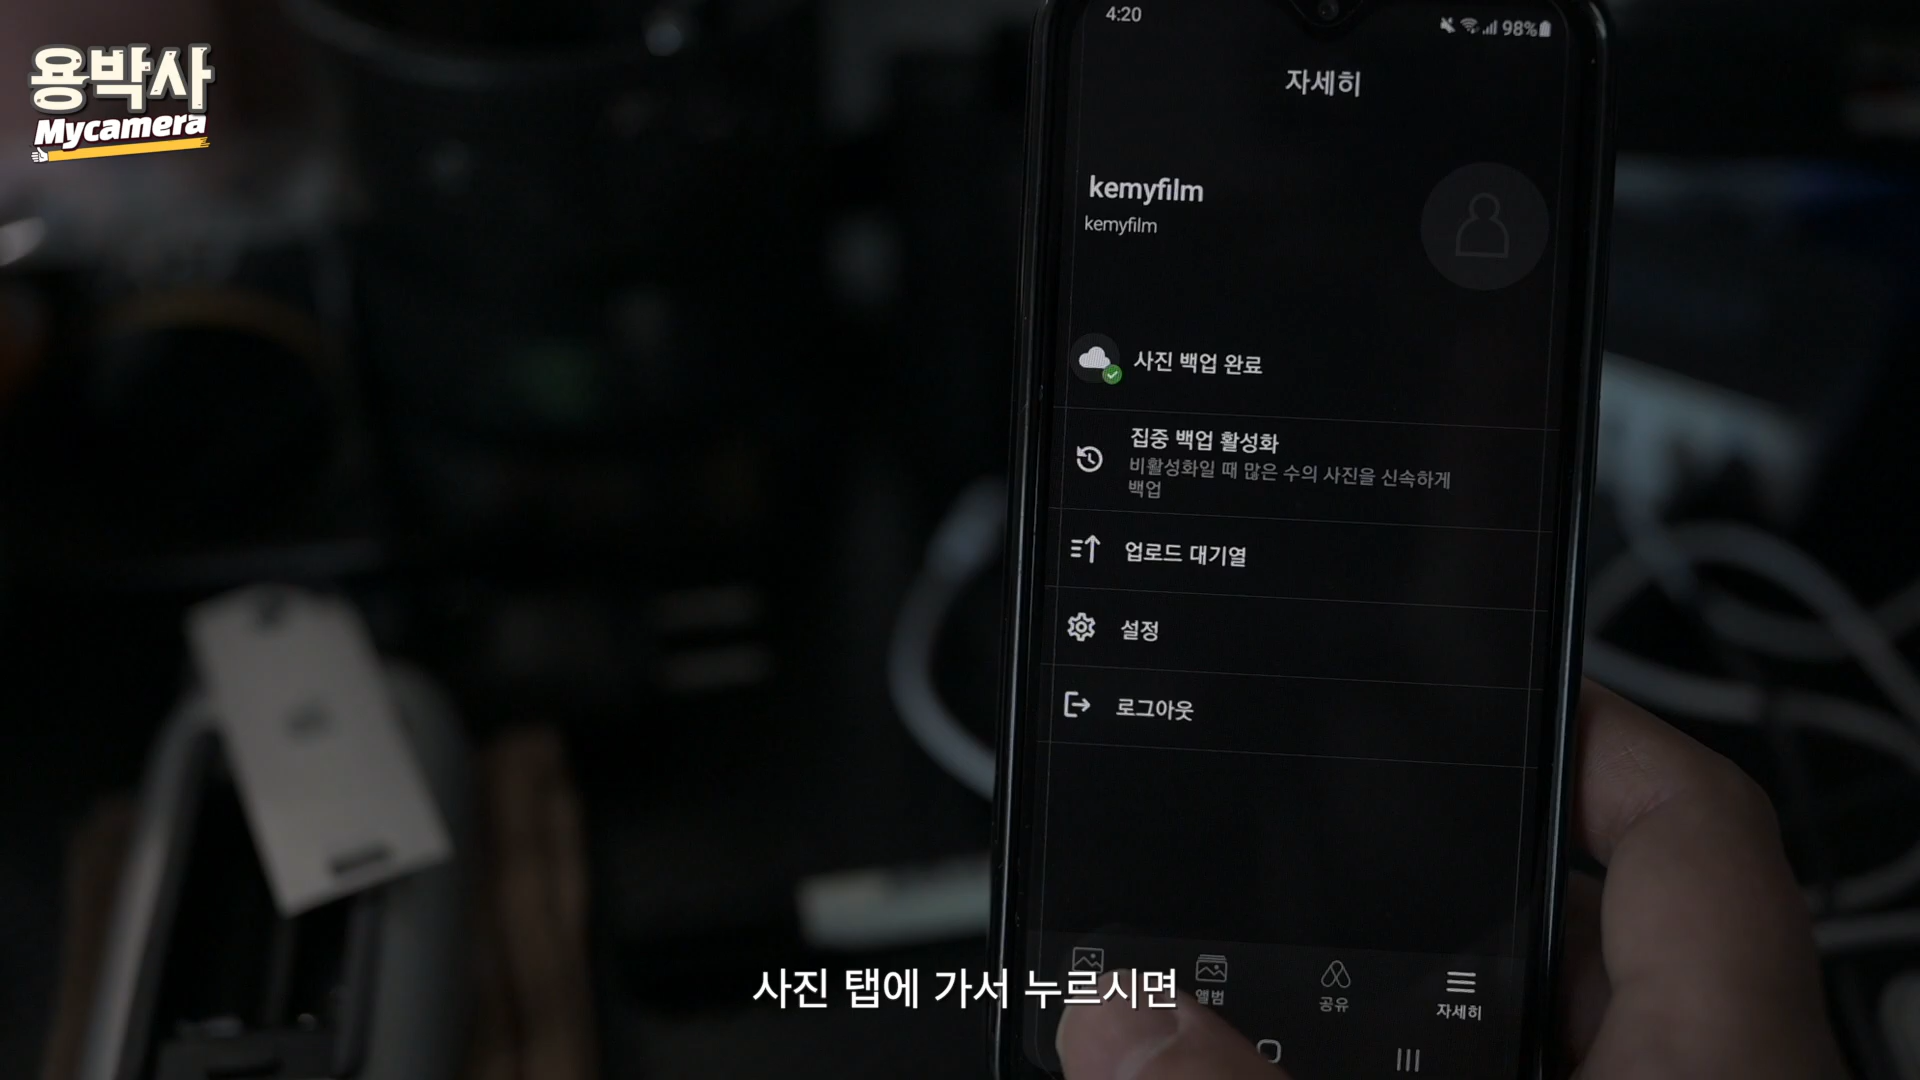 용박사
Mycamera
4:20
98%
자세히
kemyfilm
kemyfilm
사진 백업 완료
집중 백업 활성화
비활성화일 때 많은 수의 사진을 신속하게
백업
업로드 대기열
설정
로그아웃
앨범
공유
자세히
사진 탭에 가서 누르시면